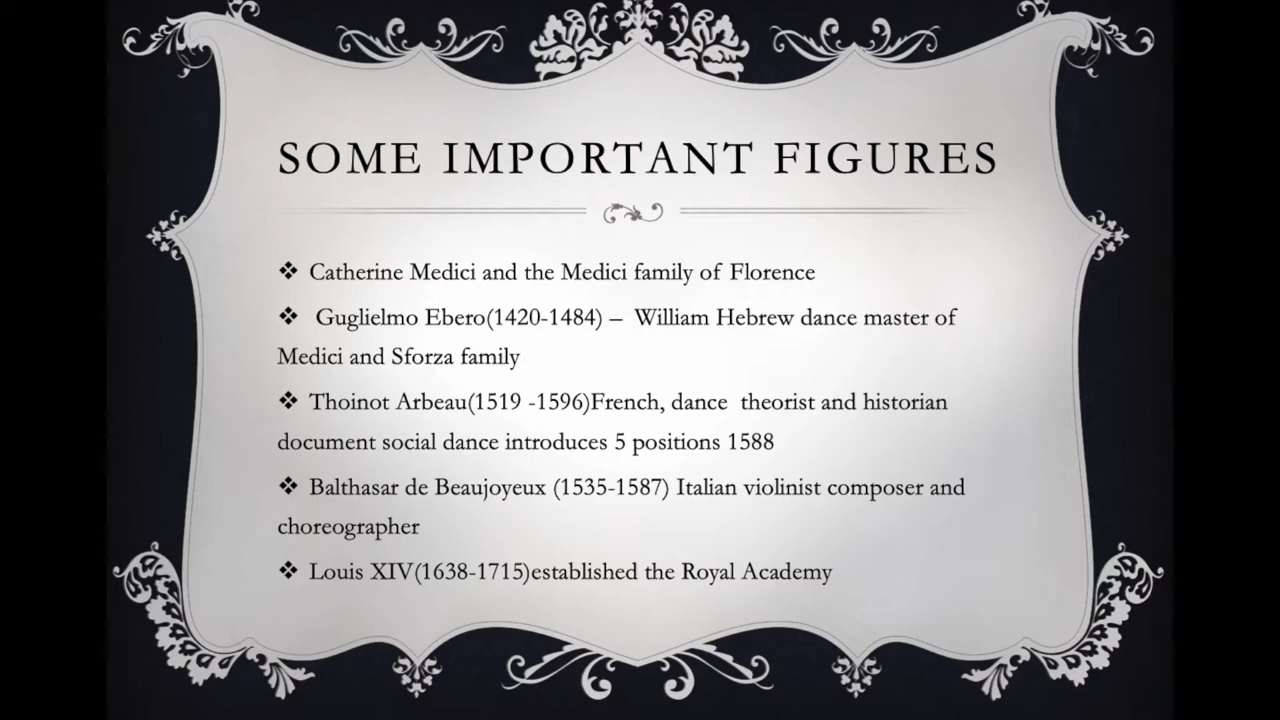 SOME IMPORTANT FIGURES
❖ Catherine Medici and the Medici family of Florence
❖ Guglielmo Ebero(1420-1484) – William Hebrew dance master of
Medici and Sforza family
❖ Thoinot Arbeau(1519 -1596)French, dance theorist and historian
document social dance introduces 5 positions 1588
❖ Balthasar de Beaujoyeux (1535-1587) Italian violinist composer and
choreographer
❖ Louis XIV(1638-1715)established the Royal Academy